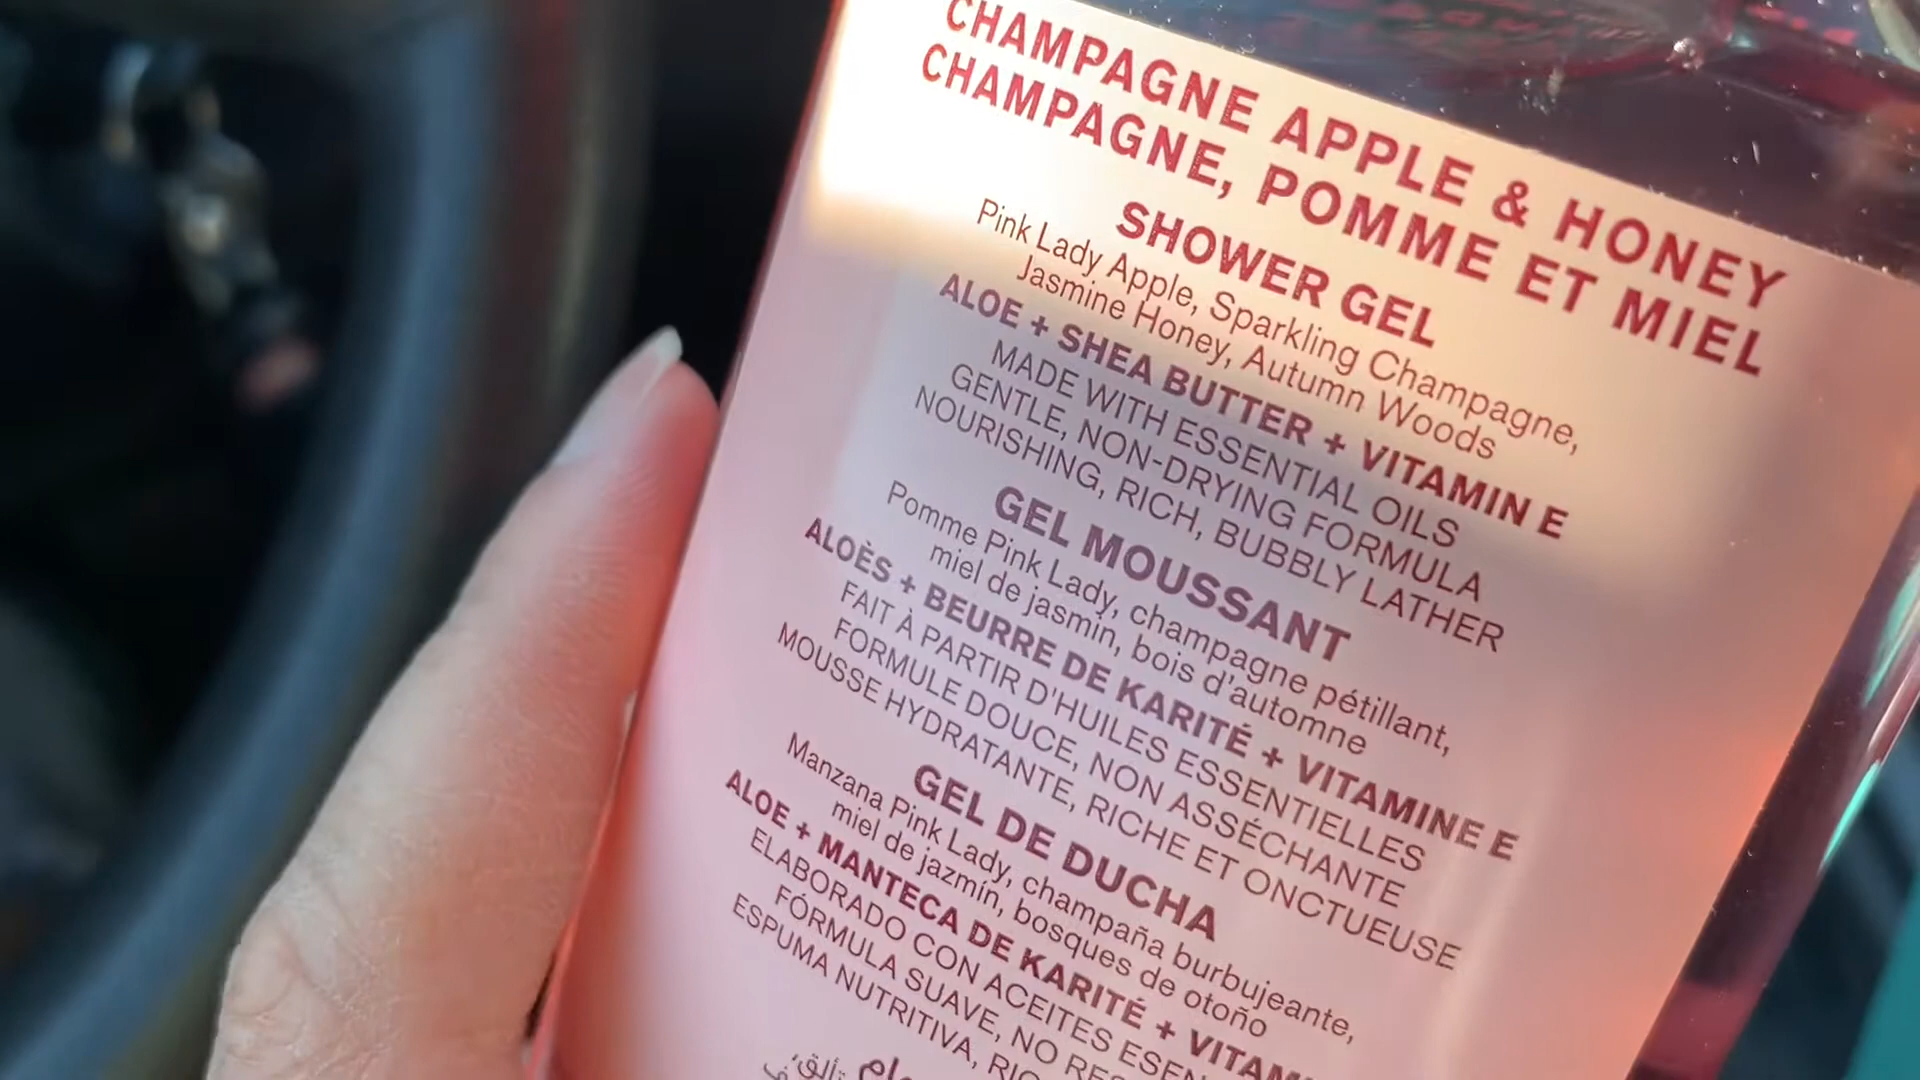 CHAMPAGNE APPLE & HONEY
CHAMPAGNE, POMME ET MIEL
SHOWER GEL
Pink Lady Apple, Sparkling Champagne,
Jasmine Honey, Autumn Woods
ALOE + SHEA BUTTER + VITAMIN E
MADE WITH ESSENTIAL OILS
GENTLE, NON-DRYING FORMULA
NOURISHING, RICH, BUBBLY LATHER
GEL MOUSSANT
Pomme Pink Lady, champagne pétillant,
miel de jasmin, bois d'automne
ALOÈS + BEURRE DE KARITÉ + VITAMINE E
FAIT À PARTIR D'HUILES ESSENTIELLES
FORMULE DOUCE, NON ASSÉCHANTE
MOUSSE HYDRATANTE, RICHE ET ONCTUEUSE
GEL DE DUCHA
Manzana Pink Lady, champaña burbujeante,
miel de jazmín, bosques de otoño
ALOE + MANTECA DE KARITÉ + VITAM
ELABORADO CON ACEITES ESEN
FÓRMULA SUAVE, NO RES
ESPUMA NUTRITIVA, RIC